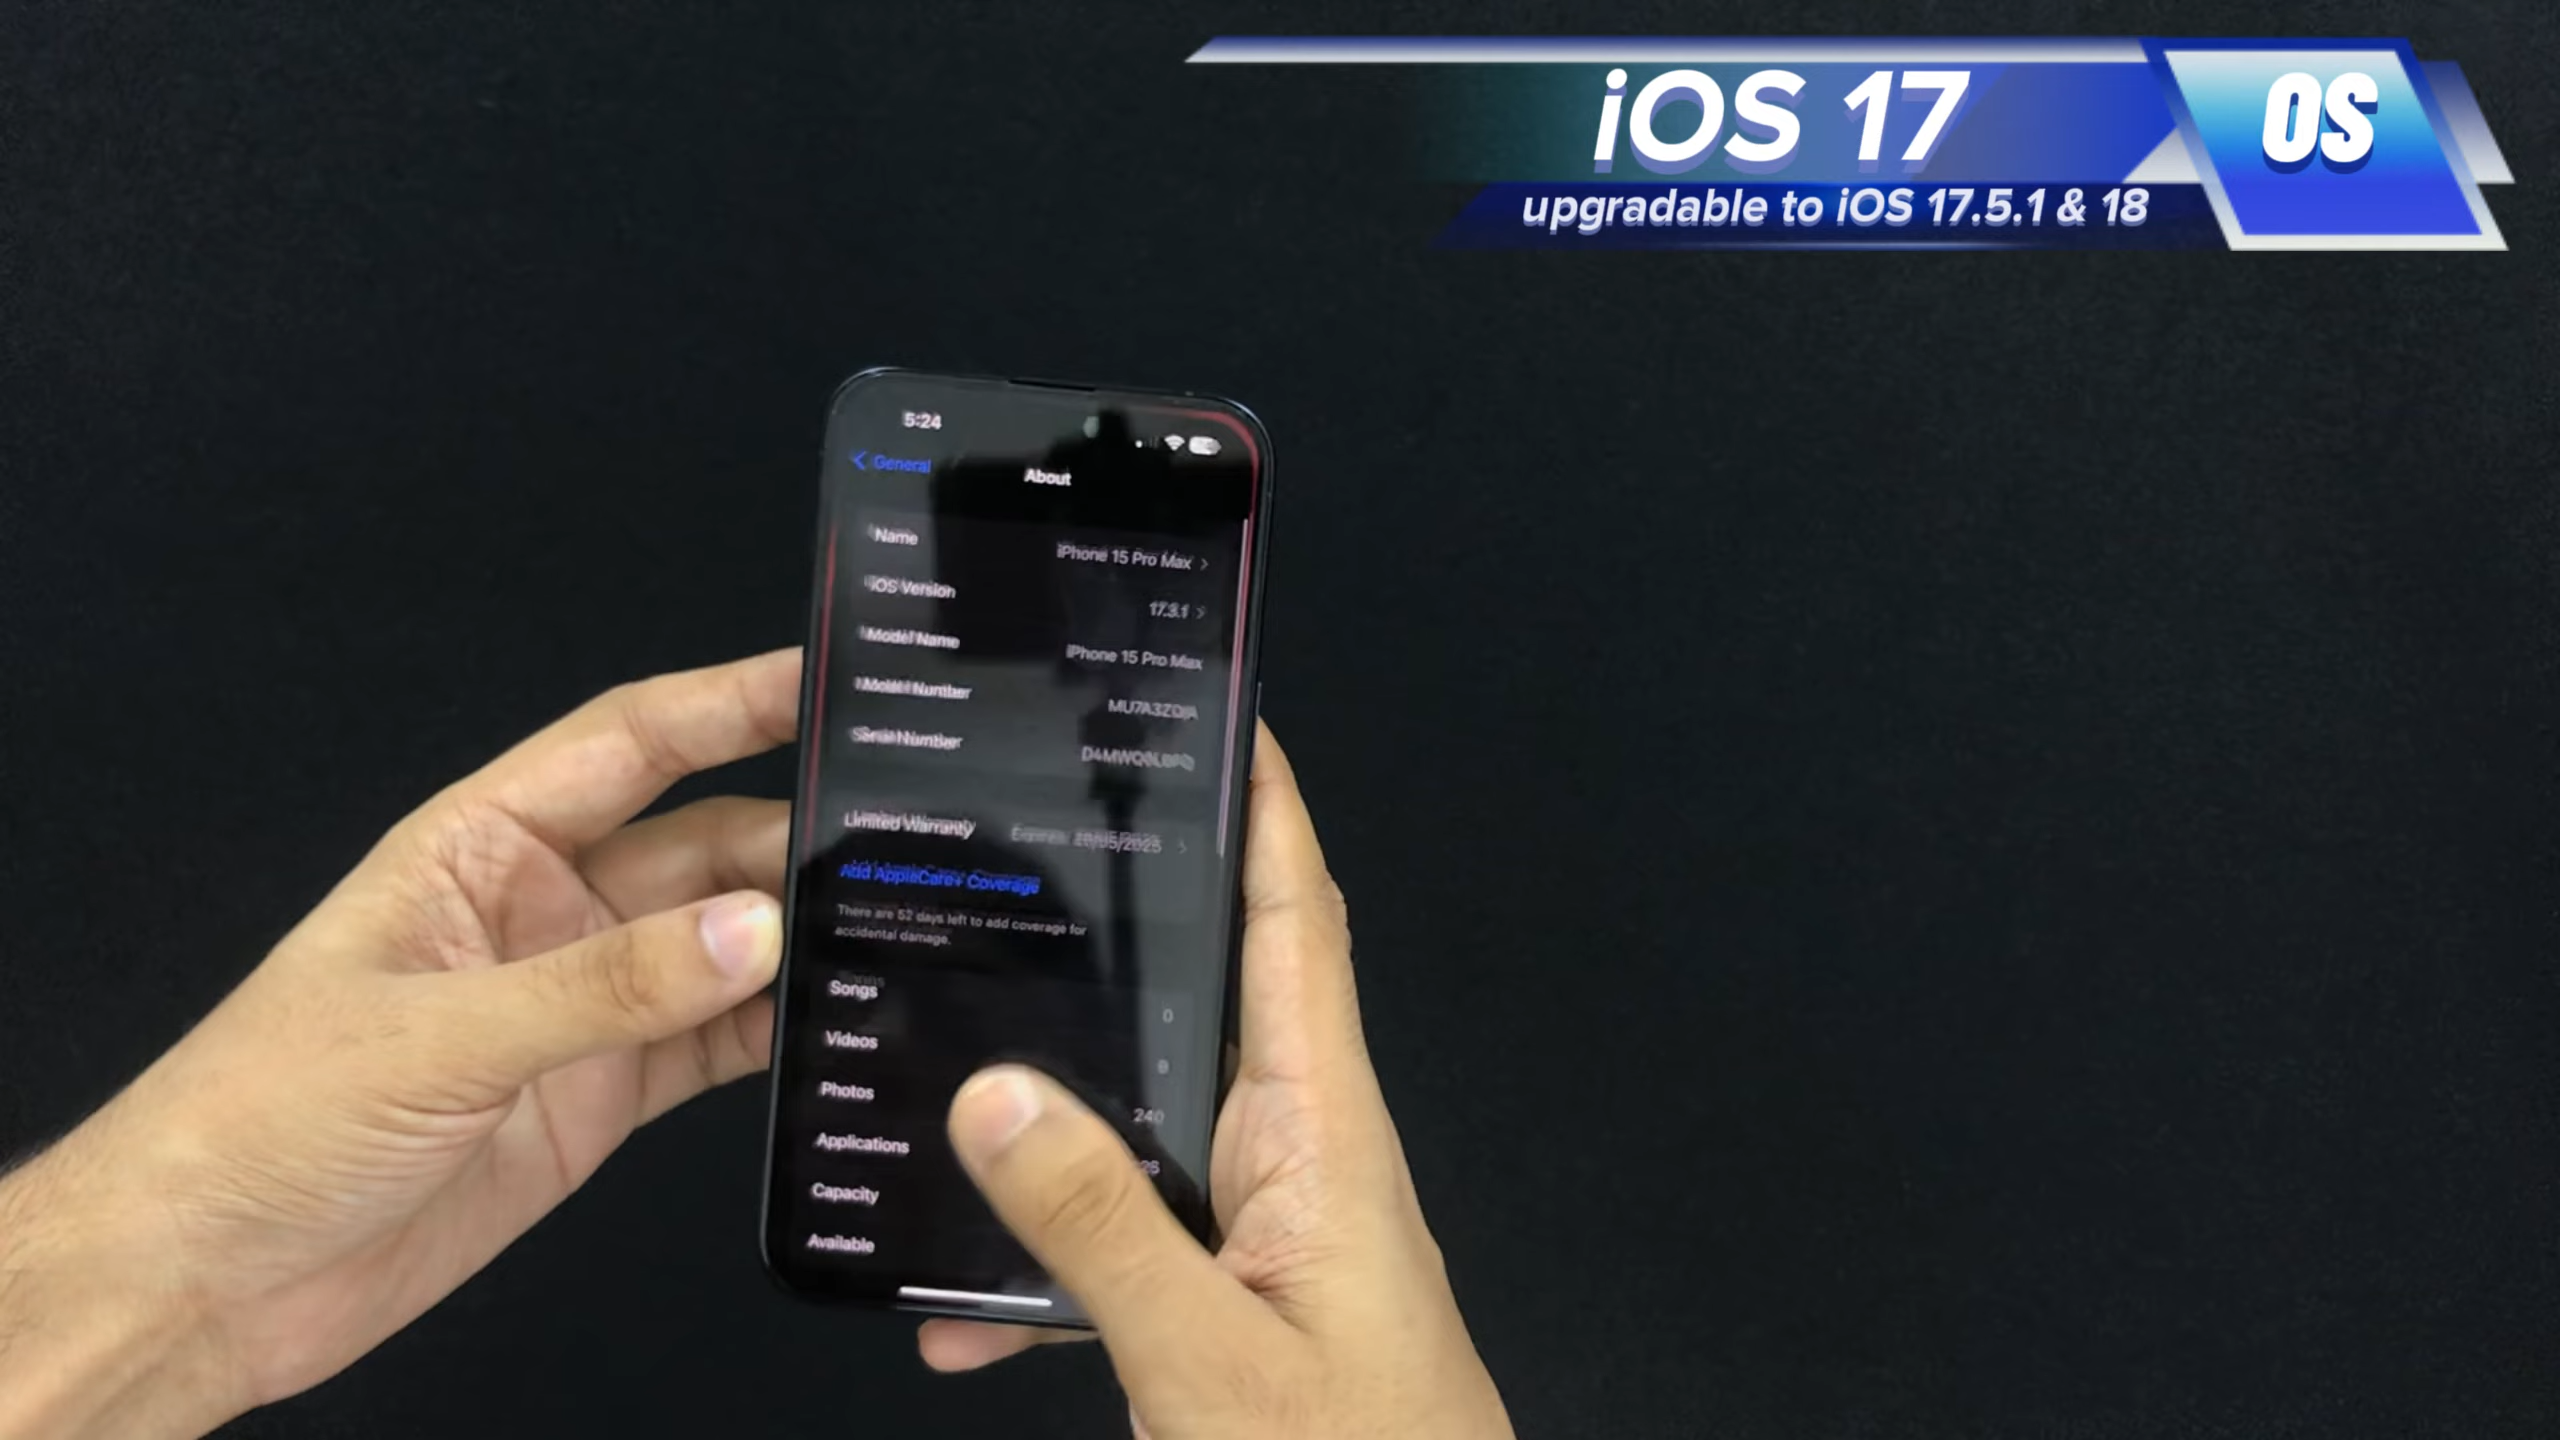 iOS 17
OS
upgradable to iOS 17.5.1 & 18
5:24
General
About
Name
iPhone 15 Pro Max
iOS Version
17.3.1
Model Name
iPhone 15 Pro Max
Model Number
Serial Number
Limited Warranty
Add AppleCare+ Coverage
There are 52 days left to add coverage for
accidental damage.
Songs
0
Videos
Photos
240
Applications
Capacity
Available